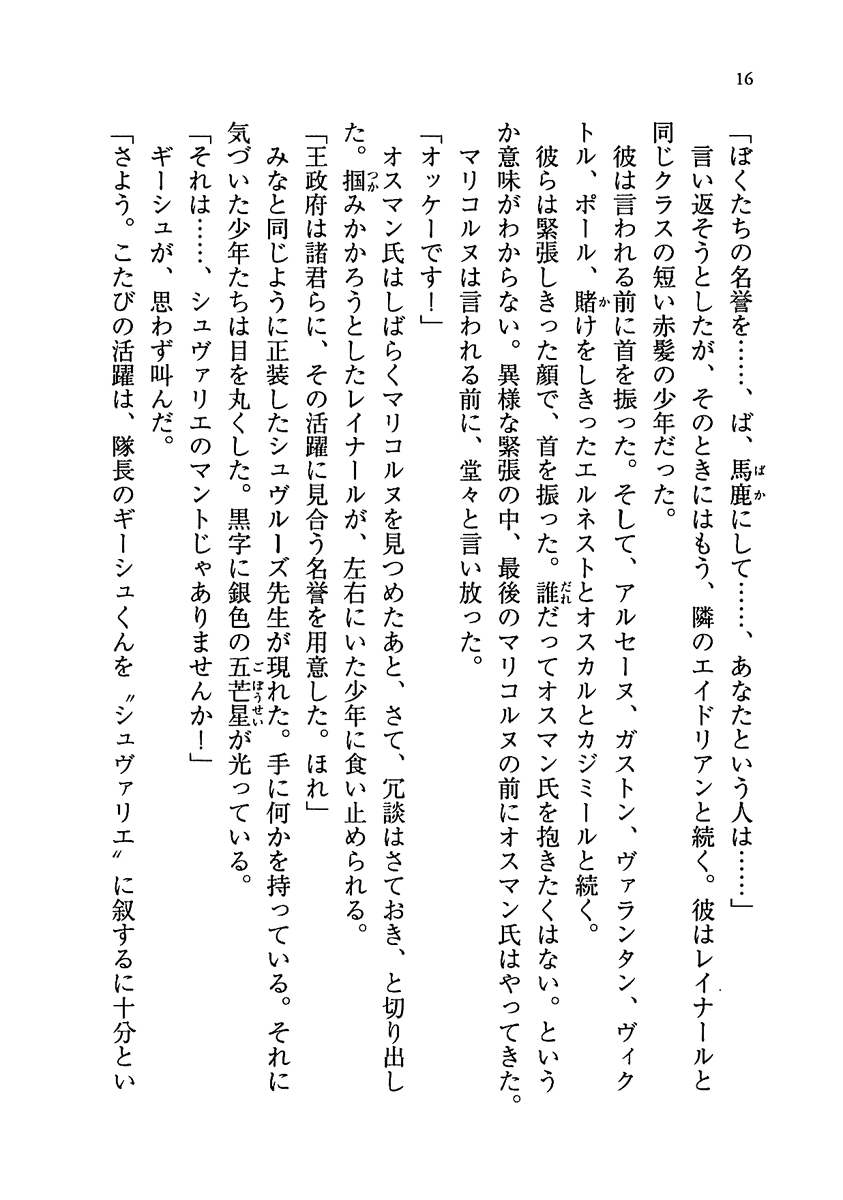 16
「ぼくたちの名誉を……、ば、馬鹿にして……、あなたという人は……」
　言い返そうとしたが、そのときにはもう、隣のエイドリアンと続く。彼はレイナールと
同じクラスの短い赤髪の少年だった。
　彼は言われる前に首を振った。そして、アルセーヌ、ガストン、ヴァランタン、ヴィク
トル、ポール、賭けをしきったエルネストとオスカルとカジミールと続く。
　彼らは緊張しきった顔で、首を振った。誰だってオスマン氏を抱きたくはない。という
か意味がわからない。異様な緊張の中、最後のマリコルヌの前にオスマン氏はやってきた。
　マリコルヌは言われる前に、堂々と言い放った。
「オッケーです！」
　オスマン氏はしばらくマリコルヌを見つめたあと、さて、冗談はさておき、と切り出し
た。掴みかかろうとしたレイナールが、左右にいた少年に食い止められる。
「王政府は諸君らに、その活躍に見合う名誉を用意した。ほれ」
　みなと同じように正装したシュヴルーズ先生が現れた。手に何かを持っている。それに
気づいた少年たちは目を丸くした。黒字に銀色の五芒星が光っている。
「それは……、シュヴァリエのマントじゃありませんか！」
　ギーシュが、思わず叫んだ。
「さよう。こたびの活躍は、隊長のギーシュくんを〝シュヴァリエ〟に叙するに十分とい